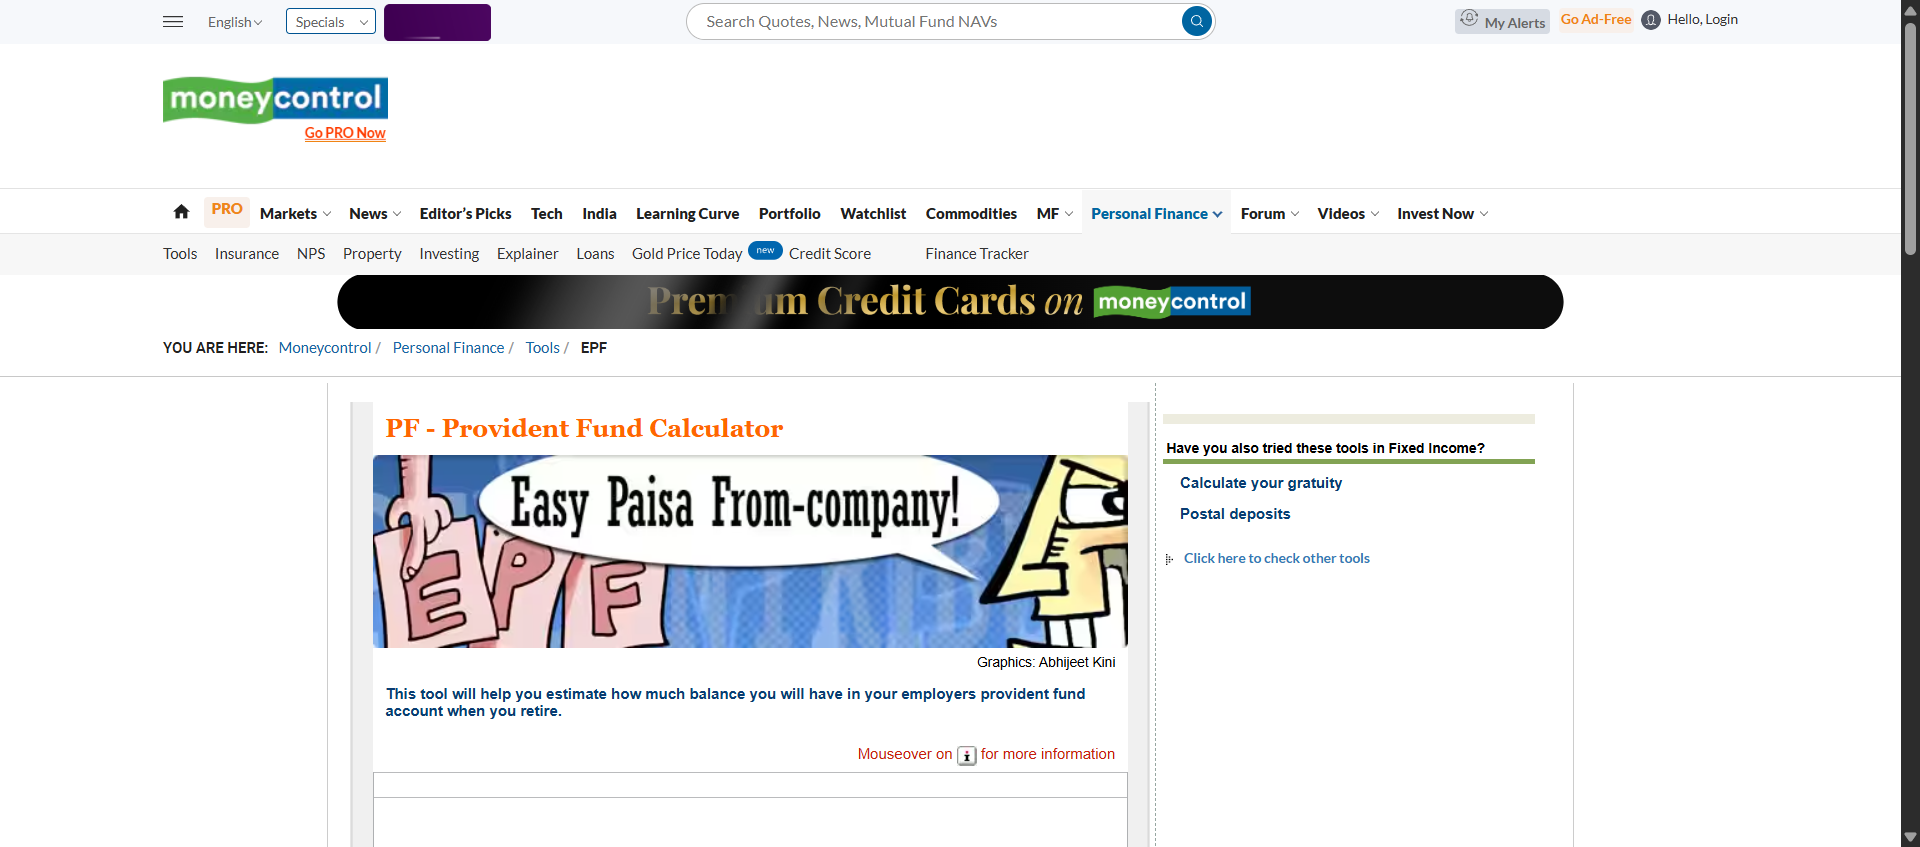 English
Specials
Search Quotes, News, Mutual Fund NAVs
My Alerts
Go Ad-Free
Hello, Login
moneycontrol
Go PRO Now
PRO
Markets
News
Editor's Picks
Tech
India
Learning Curve
Portfolio
Watchlist
Commodities
MF
Personal Finance
Forum
Videos
Invest Now
Tools
Insurance
NPS
Property
Investing
Explainer
Loans
Gold Price Today
new
Credit Score
Finance Tracker
Premium Credit Cards on moneycontrol
YOU ARE HERE: Moneycontrol / Personal Finance / Tools / EPF
PF - Provident Fund Calculator
Easy Paisa From-company!
EPF
Graphics: Abhijeet Kini
This tool will help you estimate how much balance you will have in your employers provident fund
account when you retire.
Mouseover on i for more information
Have you also tried these tools in Fixed Income?
Calculate your gratuity
Postal deposits
Click here to check other tools